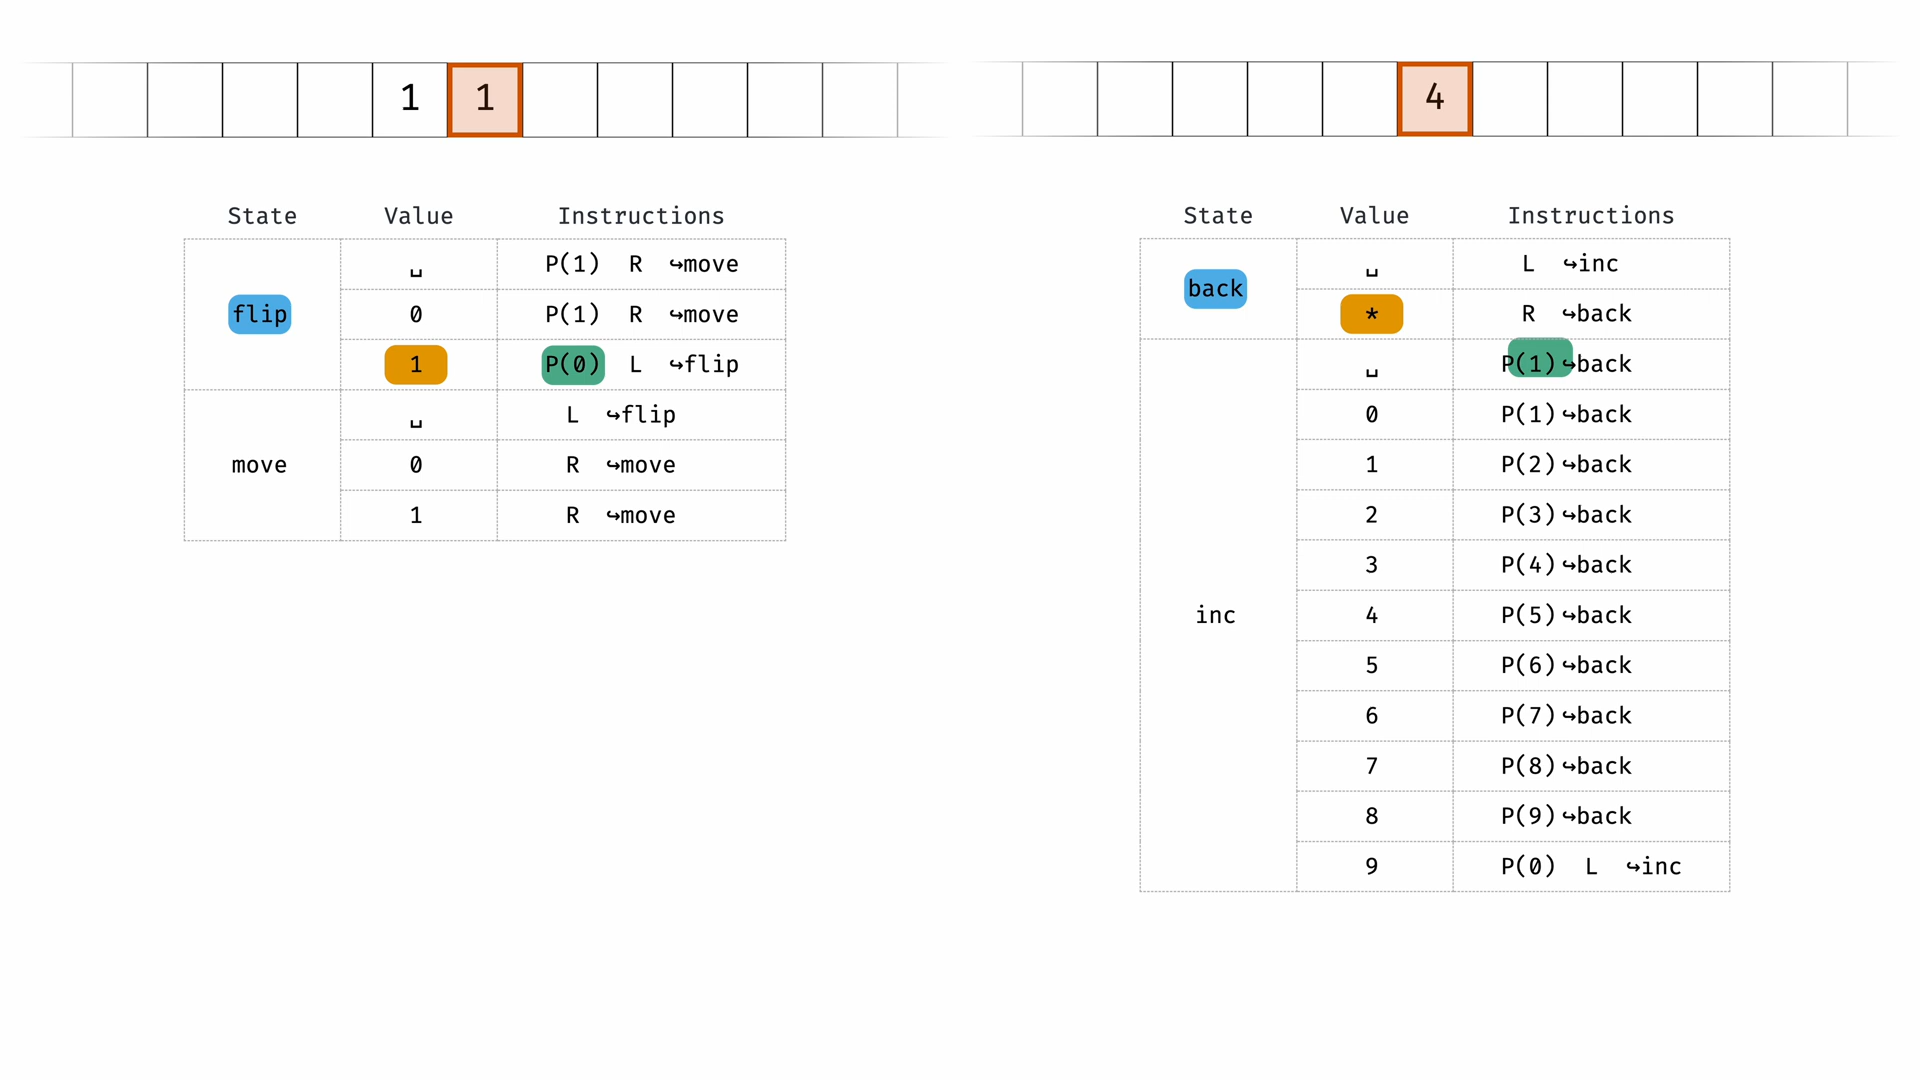 1 1
State Value Instructions
flip
␣ P(1) R ↪move
0 P(1) R ↪move
1 P(0) L ↪flip
move
␣ L ↪flip
0 R ↪move
1 R ↪move
4
State Value Instructions
back
␣ L ↪inc
* R ↪back
inc
␣ P(1) ↪back
0 P(1) ↪back
1 P(2) ↪back
2 P(3) ↪back
3 P(4) ↪back
4 P(5) ↪back
5 P(6) ↪back
6 P(7) ↪back
7 P(8) ↪back
8 P(9) ↪back
9 P(0) L ↪inc